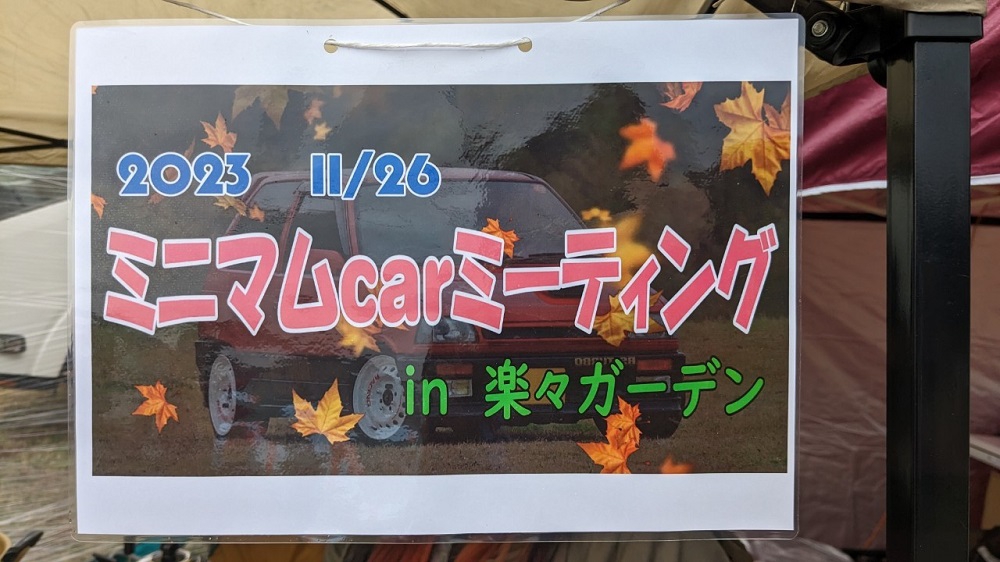 2023 11/26
ミニマムcarミーティング
in 楽々ガーデン